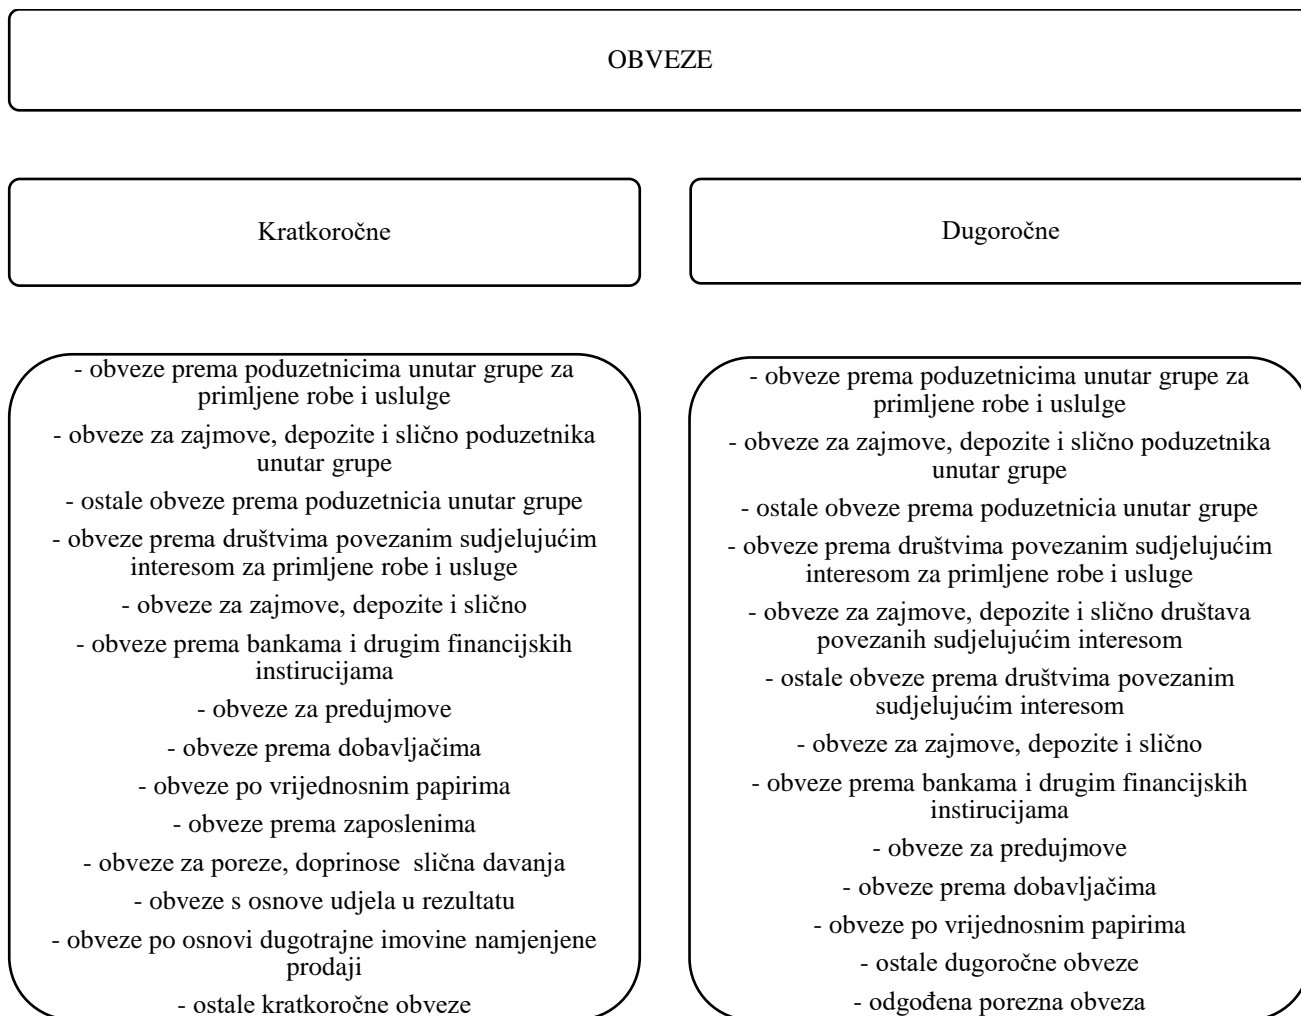 OBVEZE
Kratkoročne
Dugoročne
- obveze prema poduzetnicima unutar grupe za
primljene robe i uslulge
- obveze za zajmove, depozite i slično poduzetnika
unutar grupe
- ostale obveze prema poduzetnicia unutar grupe
- obveze prema društvima povezanim sudjelujućim
interesom za primljene robe i usluge
- obveze za zajmove, depozite i slično
- obveze prema bankama i drugim financijskih
instirucijama
- obveze za predujmove
- obveze prema dobavljačima
- obveze po vrijednosnim papirima
- obveze prema zaposlenima
- obveze za poreze, doprinose  slična davanja
- obveze s osnove udjela u rezultatu
- obveze po osnovi dugotrajne imovine namjenjene
prodaji
- ostale kratkoročne obveze
- obveze prema poduzetnicima unutar grupe za
primljene robe i uslulge
- obveze za zajmove, depozite i slično poduzetnika
unutar grupe
- ostale obveze prema poduzetnicia unutar grupe
- obveze prema društvima povezanim sudjelujućim
interesom za primljene robe i usluge
- obveze za zajmove, depozite i slično društava
povezanih sudjelujućim interesom
- ostale obveze prema društvima povezanim
sudjelujućim interesom
- obveze za zajmove, depozite i slično
- obveze prema bankama i drugim financijskih
instirucijama
- obveze za predujmove
- obveze prema dobavljačima
- obveze po vrijednosnim papirima
- ostale dugoročne obveze
- odgođena porezna obveza